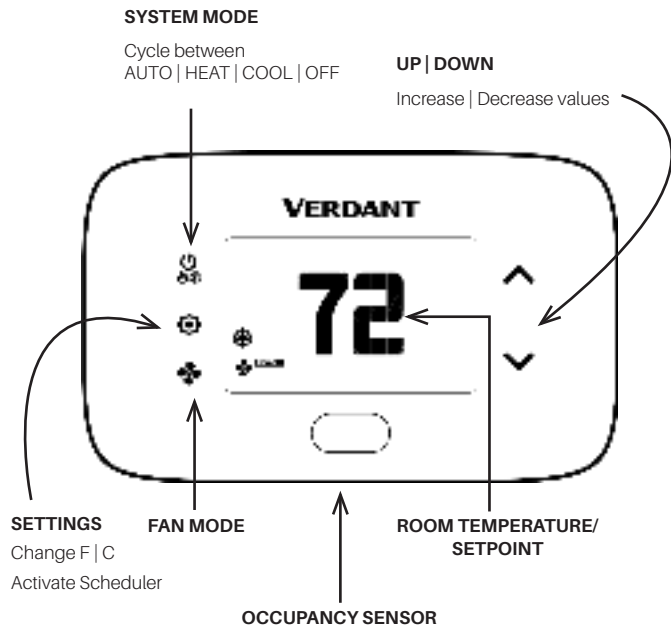 SYSTEM MODE
Cycle between
AUTO | HEAT | COOL | OFF
UP | DOWN
Increase | Decrease values
VERDANT
72
SETTINGS
Change F | C
Activate Scheduler
FAN MODE
ROOM TEMPERATURE/
SETPOINT
OCCUPANCY SENSOR